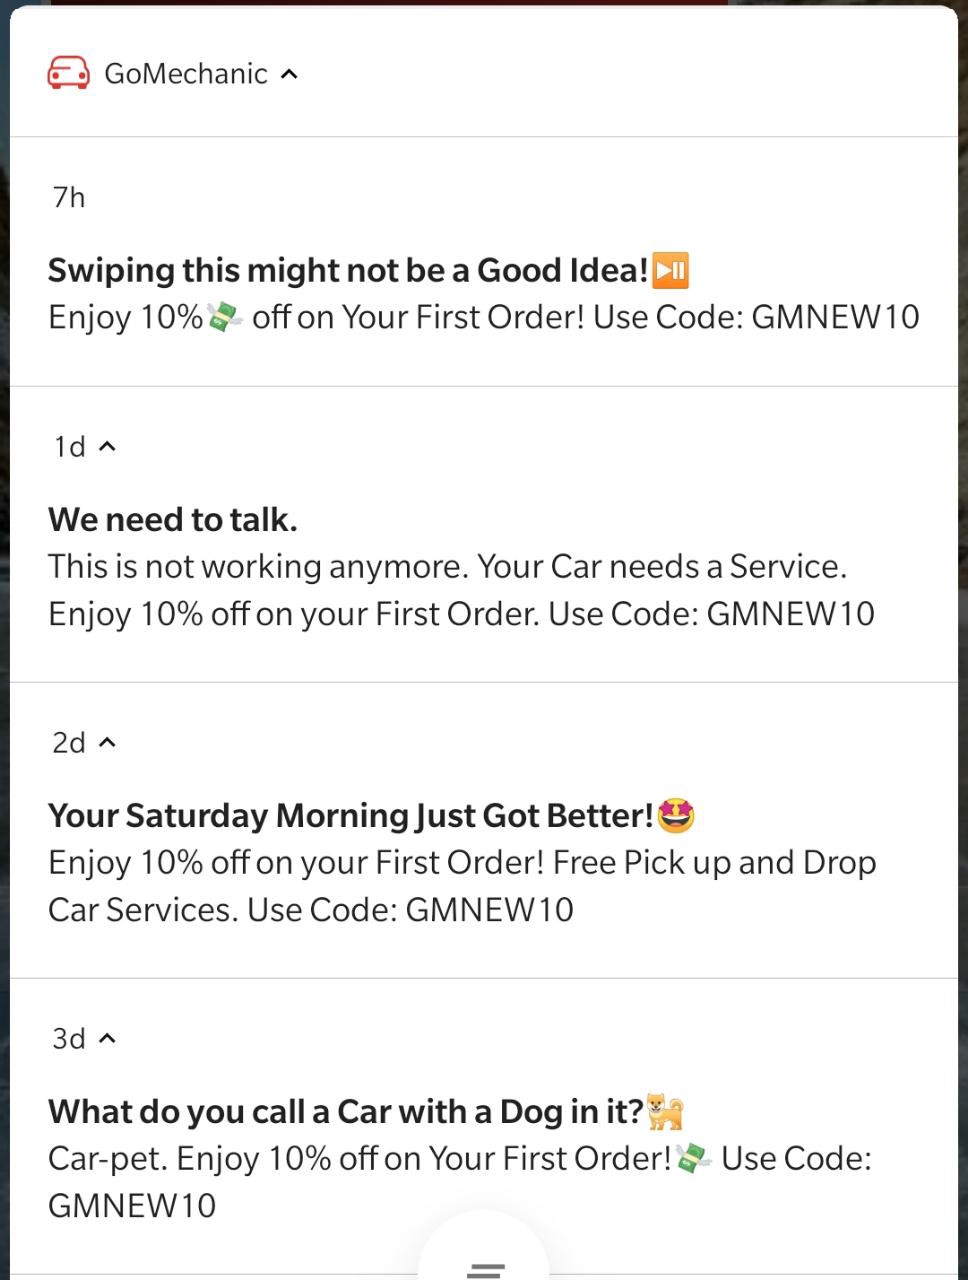 GoMechanic
7h
Swiping this might not be a Good Idea!⏯️
Enjoy 10%💸 off on Your First Order! Use Code: GMNEW10
1d
We need to talk.
This is not working anymore. Your Car needs a Service.
Enjoy 10% off on your First Order. Use Code: GMNEW10
2d
Your Saturday Morning Just Got Better!🤩
Enjoy 10% off on your First Order! Free Pick up and Drop
Car Services. Use Code: GMNEW10
3d
What do you call a Car with a Dog in it?🐕
Car-pet. Enjoy 10% off on Your First Order!💸 Use Code:
GMNEW10